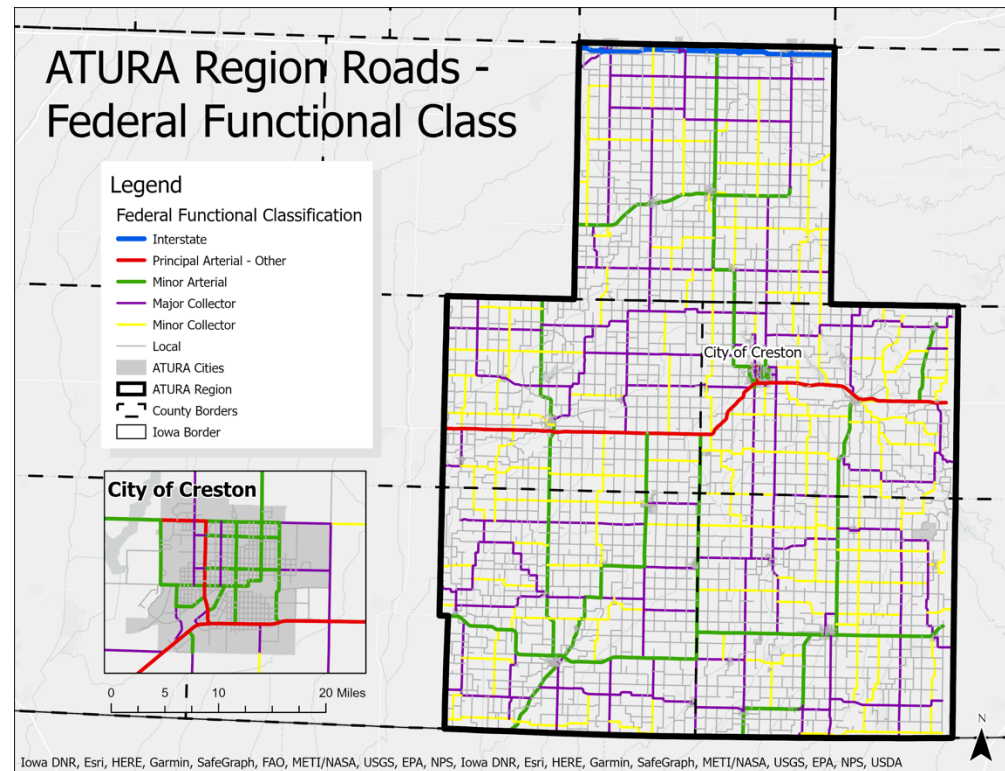 ATURA Region Roads -
Federal Functional Class
Legend
Federal Functional Classification
Interstate
Principal Arterial - Other
Minor Arterial
Major Collector
Minor Collector
Local
ATURA Cities
ATURA Region
County Borders
Iowa Border
City of Creston
City of Creston
0 5 10 20 Miles
N
Iowa DNR, Esri, HERE, Garmin, SafeGraph, FAO, METI/NASA, USGS, EPA, NPS, Iowa DNR, Esri, HERE, Garmin, SafeGraph, METI/NASA, USGS, EPA, NPS, USDA